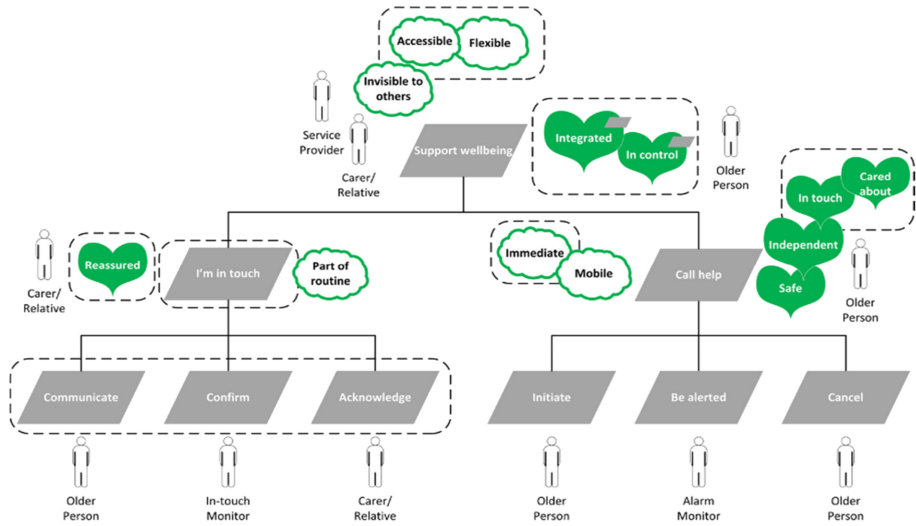 Accessible
Flexible
Invisible to
others
Service
Provider
Carer/
Relative
Support wellbeing
Integrated
In control
Older
Person
Cared
about
In touch
Independent
Safe
Older
Person
Carer/
Relative
Reassured
I'm in touch
Part of
routine
Immediate
Mobile
Call help
Communicate
Confirm
Acknowledge
Initiate
Be alerted
Cancel
Older
Person
In-touch
Monitor
Carer/
Relative
Older
Person
Alarm
Monitor
Older
Person